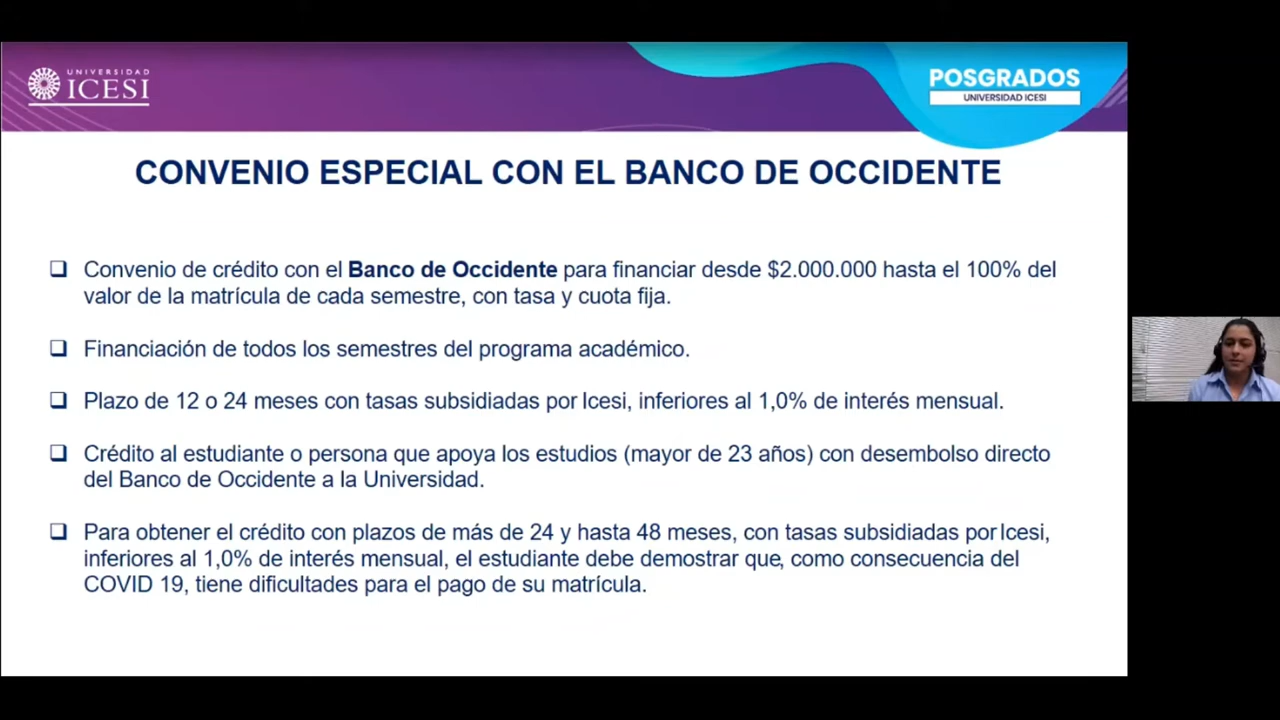 UNIVERSIDAD
ICESI
POSGRADOS
UNIVERSIDAD ICESI
CONVENIO ESPECIAL CON EL BANCO DE OCCIDENTE
Convenio de crédito con el Banco de Occidente para financiar desde $2.000.000 hasta el 100% del
valor de la matrícula de cada semestre, con tasa y cuota fija.
Financiación de todos los semestres del programa académico.
Plazo de 12 o 24 meses con tasas subsidiadas por Icesi, inferiores al 1,0% de interés mensual.
Crédito al estudiante o persona que apoya los estudios (mayor de 23 años) con desembolso directo
del Banco de Occidente a la Universidad.
Para obtener el crédito con plazos de más de 24 y hasta 48 meses, con tasas subsidiadas por Icesi,
inferiores al 1,0% de interés mensual, el estudiante debe demostrar que, como consecuencia del
COVID 19, tiene dificultades para el pago de su matrícula.